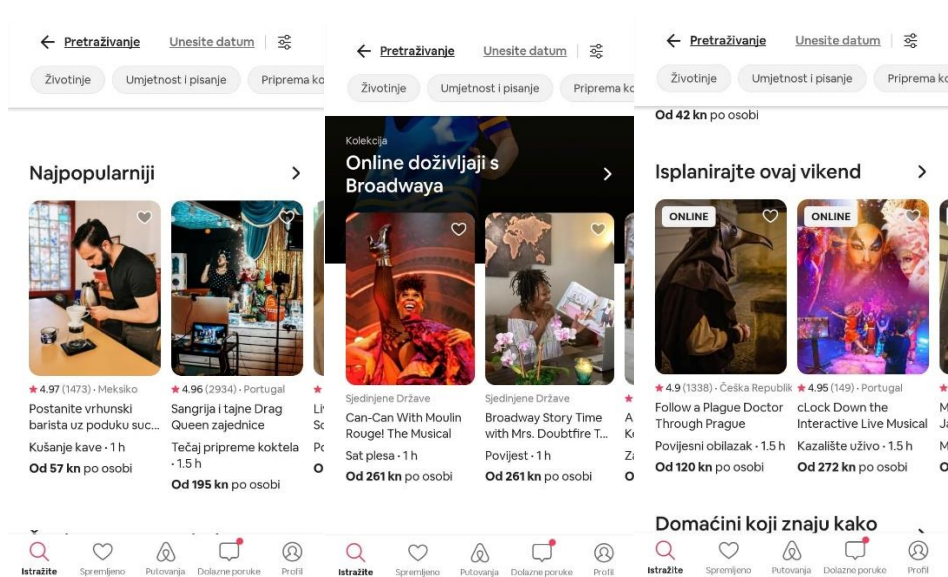 Pretraživanje
Unesite datum
Životinje
Umjetnost i pisanje
Priprema ko
Najpopularniji
4.97 (1473) · Meksiko
Postanite vrhunski
barista uz poduku suc...
Kušanje kave · 1 h
Od 57 kn po osobi
4.96 (2934) · Portugal
Sangrija i tajne Drag
Queen zajednice
Tečaj pripreme koktela
· 1.5 h
Od 195 kn po osobi
Istražite
Spremljeno
Putovanja
Dolazne poruke
Profil
Pretraživanje
Unesite datum
Životinje
Umjetnost i pisanje
Priprema ko
Kolekcija
Online doživljaji s
Broadwaya
Sjedinjene Države
Can-Can With Moulin
Rouge! The Musical
Sat plesa · 1 h
Od 261 kn po osobi
Sjedinjene Države
Broadway Story Time
with Mrs. Doubtfire T...
Povijest · 1 h
Od 261 kn po osobi
Istražite
Spremljeno
Putovanja
Dolazne poruke
Profil
Pretraživanje
Unesite datum
Životinje
Umjetnost i pisanje
Priprema ko
Od 42 kn po osobi
Isplanirajte ovaj vikend
ONLINE
4.9 (1338) · Češka Republik
Follow a Plague Doctor
Through Prague
Povijesni obilazak · 1.5 h
Od 120 kn po osobi
ONLINE
4.95 (149) · Portugal
cLock Down the
Interactive Live Musical
Kazalište uživo · 1.5 h
Od 272 kn po osobi
Domaćini koji znaju kako
Istražite
Spremljeno
Putovanja
Dolazne poruke
Profil